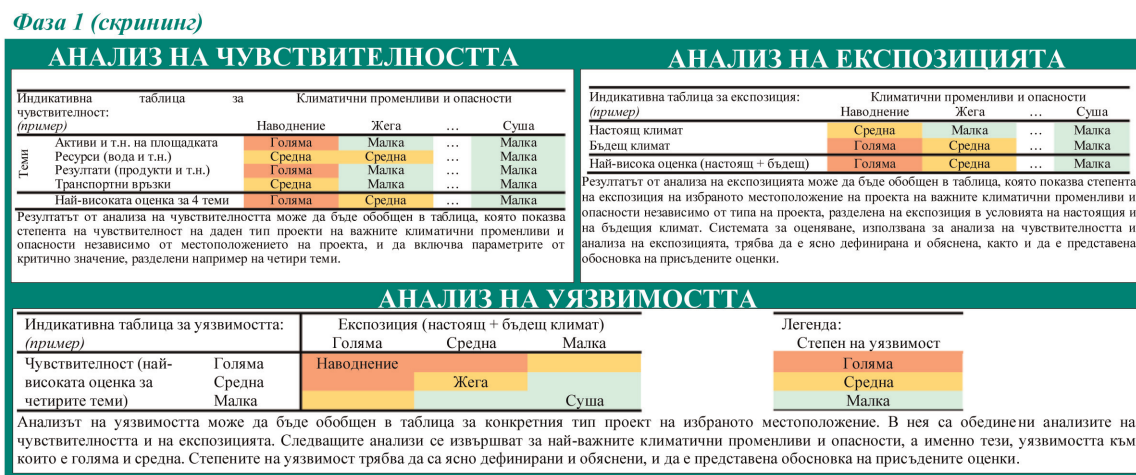 Фаза 1 (скрининг)
АНАЛИЗ НА ЧУВСТВИТЕЛНОСТТА
Индикативна таблица за чувствителност: Климатични променливи и опасности
(пример) Наводнение Жега … Суша
Теми
Активи и т.н. на площадката Голяма Малка … Малка
Ресурси (вода и т.н.) Средна Средна … Малка
Резултати (продукти и т.н.) Голяма Малка … Малка
Транспортни връзки Средна Малка … Малка
Най-високата оценка за 4 теми Голяма Средна … Малка
Резултатът от анализа на чувствителността може да бъде обобщен в таблица, която показва
степента на чувствителност на даден тип проекти на важните климатични променливи и
опасности независимо от местоположението на проекта, и да включва параметрите от
критично значение, разделени например на четири теми.
АНАЛИЗ НА ЕКСПОЗИЦИЯТА
Индикативна таблица за експозиция: Климатични променливи и опасности
(пример) Наводнение Жега … Суша
Настоящ климат Средна Малка … Малка
Бъдещ климат Голяма Средна … Малка
Най-висока оценка (настоящ + бъдещ) Голяма Средна … Малка
Резултатът от анализа на експозицията може да бъде обобщен в таблица, която показва степента
на експозиция на избраното местоположение на проекта на важните климатични променливи и
опасности независимо от типа на проекта, разделена на експозиция в условията на настоящия и
на бъдещия климат. Системата за оценяване, използвана за анализа на чувствителността и
анализа на експозицията, трябва да е ясно дефинирана и обяснена, както и да е представена
обосновка на присъдените оценки.
АНАЛИЗ НА УЯЗВИМОСТТА
Индикативна таблица за уязвимостта: Експозиция (настоящ + бъдещ климат)
(пример) Голяма Средна Малка
Чувствителност (най- Голяма Наводнение
високата оценка за Средна Жега
четирите теми) Малка Суша
Легенда:
Степен на уязвимост
Голяма
Средна
Малка
Анализът на уязвимостта може да бъде обобщен в таблица за конкретния тип проект на избраното местоположение. В нея са обединени анализите на
чувствителността и на експозицията. Следващите анализи се извършват за най-важните климатични променливи и опасности, а именно тези, уязвимостта към
които е голяма и средна. Степените на уязвимост трябва да са ясно дефинирани и обяснени, и да е представена обосновка на присъдените оценки.